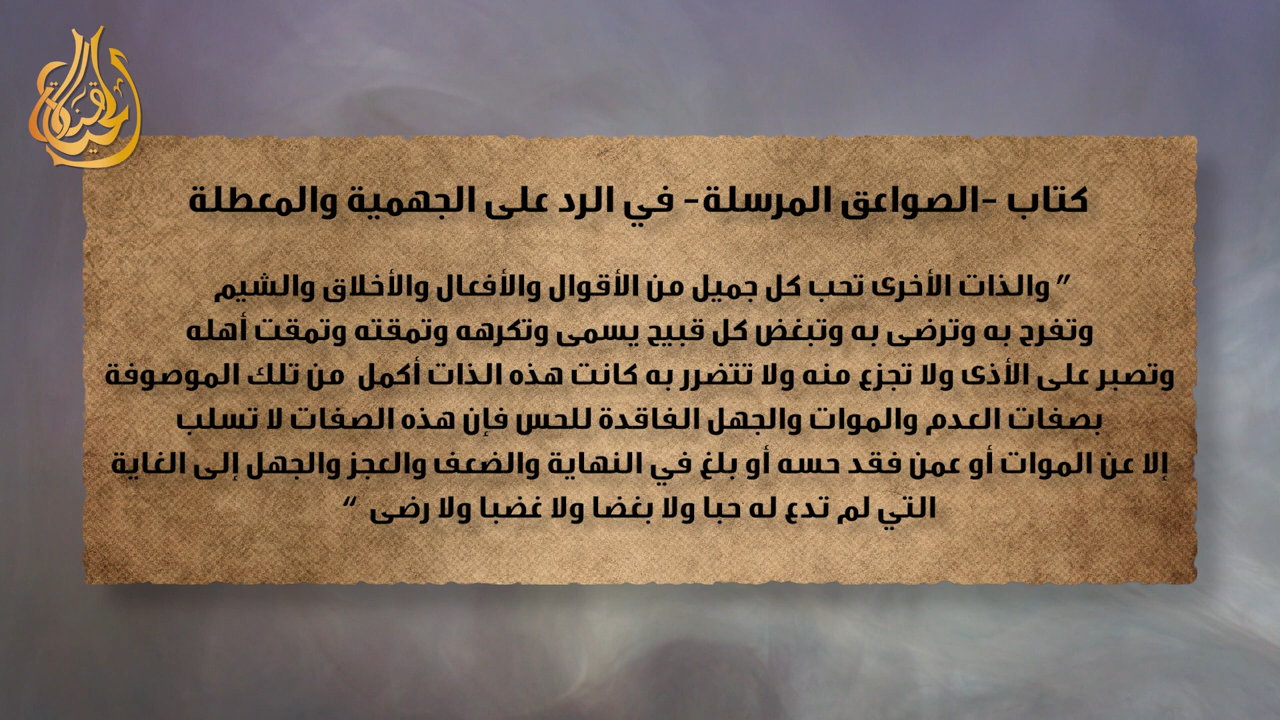 قناة الحياة
كتاب -الصواعق المرسلة- في الرد على الجهمية والمعطلة
"والذات الأخرى تحب كل جميل من الأقوال والأفعال والأخلاق والشيم
وتفرح به وترضى به وتبغض كل قبيح يسمى وتكرهه وتمقته وتمقت أهله
وتصبر على الأذى ولا تجزع منه ولا تتضرر به كانت هذه الذات أكمل من تلك الموصوفة
بصفات العدم والموات والجهل الفاقدة للحس فإن هذه الصفات لا تسلب
إلا عن الموات أو عمن فقد حسه أو بلغ في النهاية والضعف والعجز والجهل إلى الغاية
التي لم تدع له حبا ولا بغضا ولا غضبا ولا رضى "